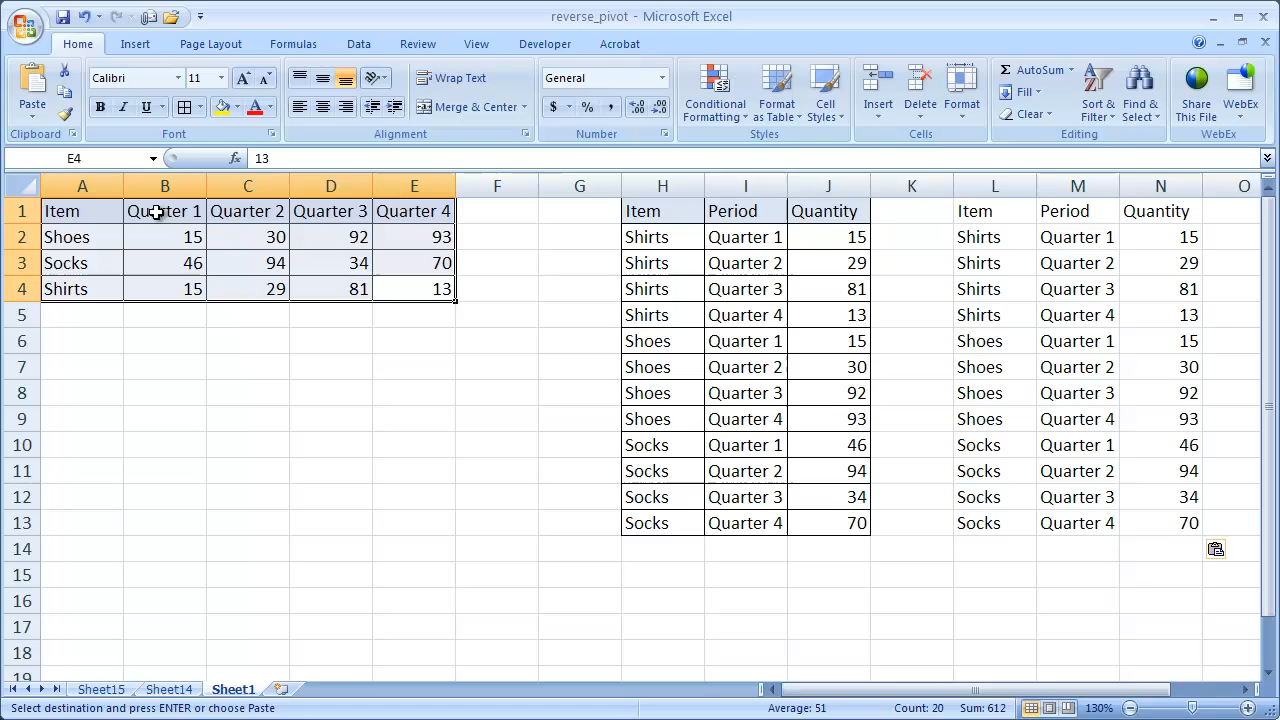 reverse_pivot - Microsoft Excel
Home Insert Page Layout Formulas Data Review View Developer Acrobat
Paste
Clipboard
Calibri 11
B I U
Font
Wrap Text
Merge & Center
Alignment
General
$ % ,
Number
Conditional Formatting
Format as Table
Cell Styles
Styles
Insert Delete Format
Cells
Σ AutoSum
Fill
Clear
Sort & Filter
Find & Select
Editing
Share This File
WebEx
WebEx
E4 fx 13
A B C D E F G H I J K L M N O
1 Item Quarter 1 Quarter 2 Quarter 3 Quarter 4 Item Period Quantity Item Period Quantity
2 Shoes 15 30 92 93 Shirts Quarter 1 15 Shirts Quarter 1 15
3 Socks 46 94 34 70 Shirts Quarter 2 29 Shirts Quarter 2 29
4 Shirts 15 29 81 13 Shirts Quarter 3 81 Shirts Quarter 3 81
5 Shirts Quarter 4 13 Shirts Quarter 4 13
6 Shoes Quarter 1 15 Shoes Quarter 1 15
7 Shoes Quarter 2 30 Shoes Quarter 2 30
8 Shoes Quarter 3 92 Shoes Quarter 3 92
9 Shoes Quarter 4 93 Shoes Quarter 4 93
10 Socks Quarter 1 46 Socks Quarter 1 46
11 Socks Quarter 2 94 Socks Quarter 2 94
12 Socks Quarter 3 34 Socks Quarter 3 34
13 Socks Quarter 4 70 Socks Quarter 4 70
14
15
16
17
18
19
Sheet15 Sheet14 Sheet1
Select destination and press ENTER or choose Paste Average: 51 Count: 20 Sum: 612 130%